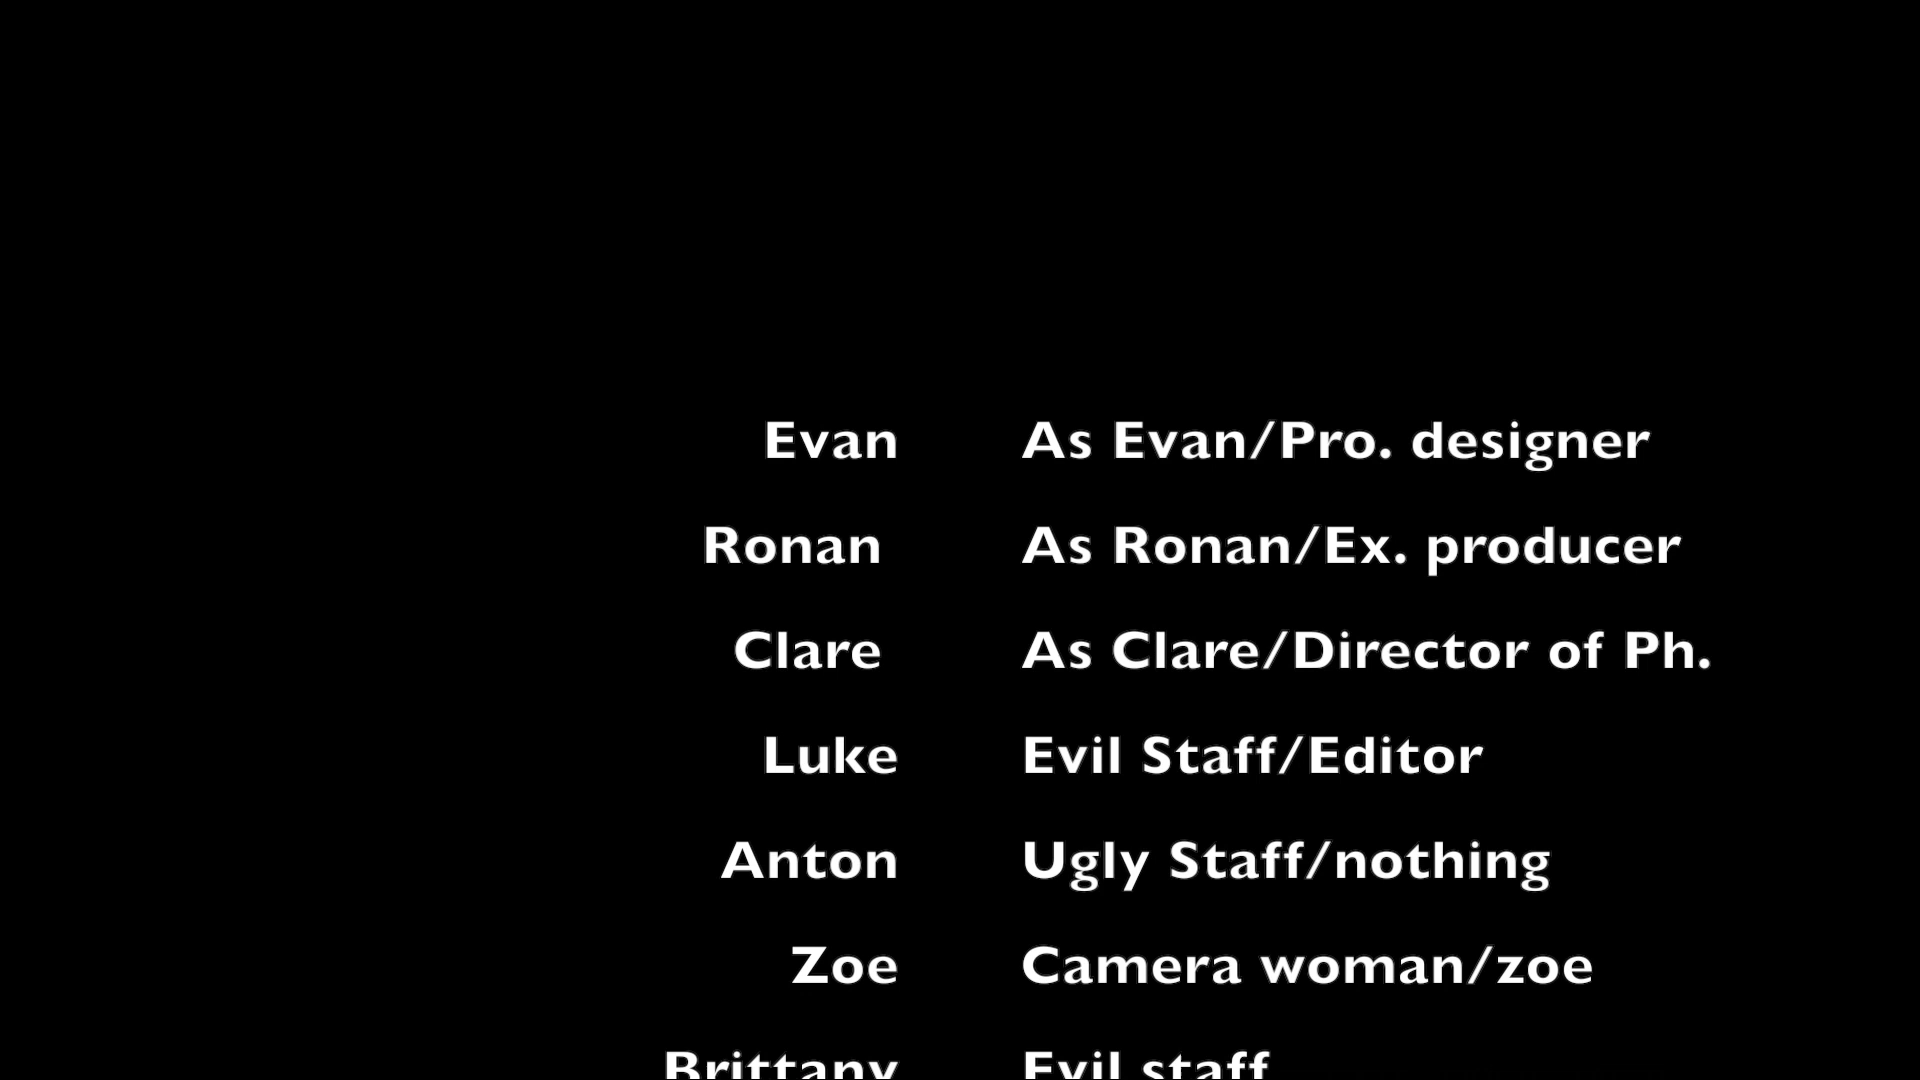 Evan As Evan/Pro. designer
Ronan As Ronan/Ex. producer
Clare As Clare/Director of Ph.
Luke Evil Staff/Editor
Anton Ugly Staff/nothing
Zoe Camera woman/zoe
Brittany Evil staff